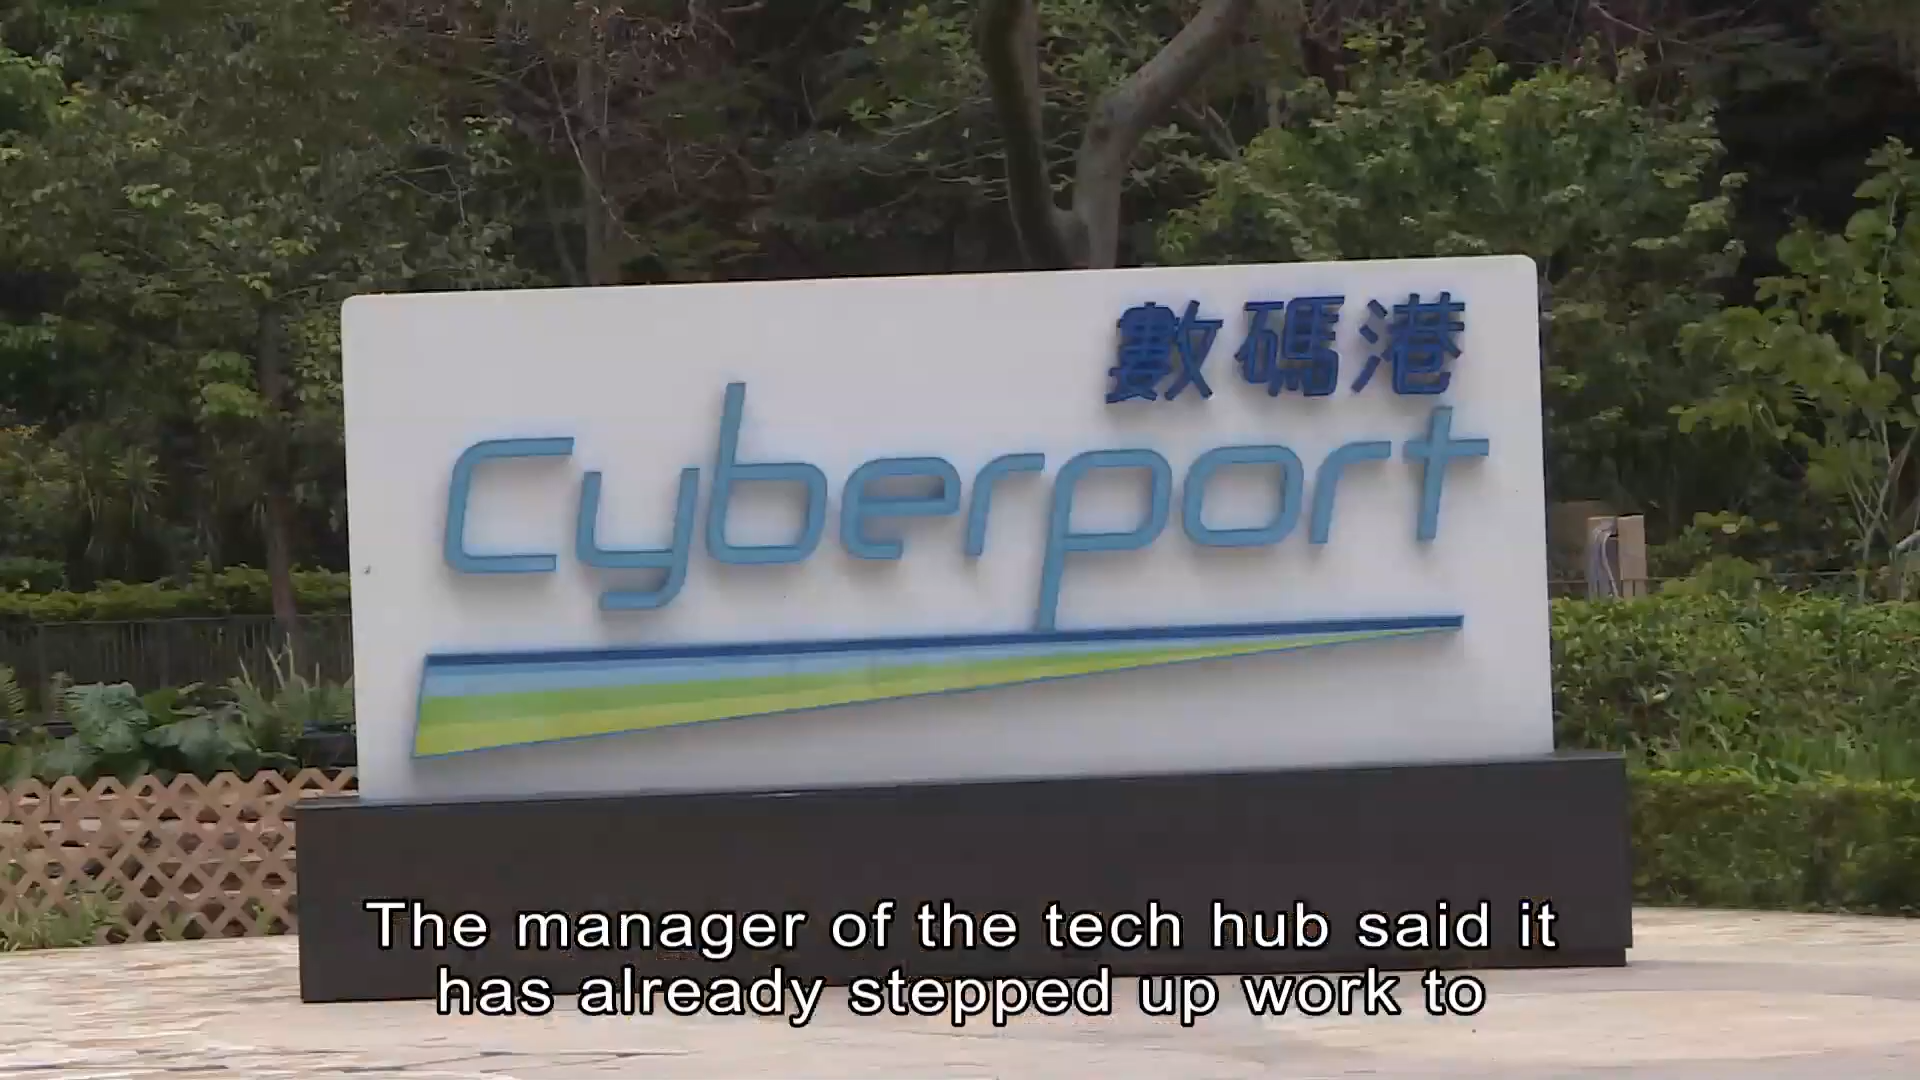 數碼港
Cyberport
The manager of the tech hub said it
has already stepped up work to